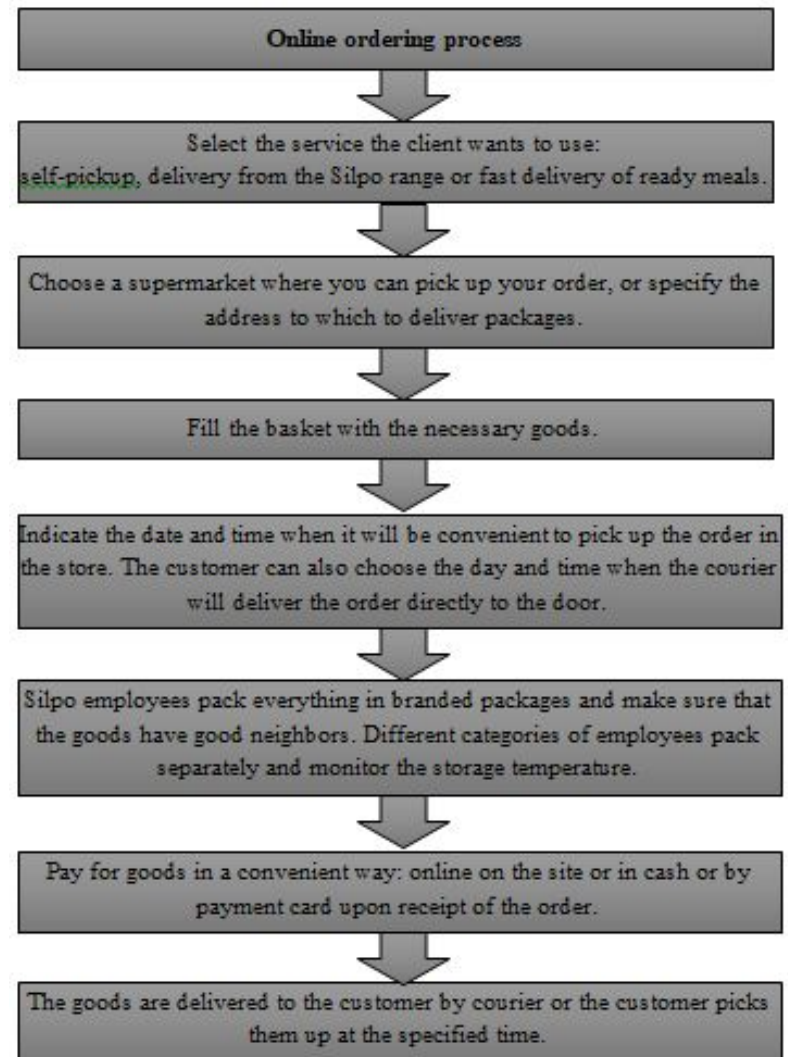 Online ordering process
Select the service the client wants to use:
self-pickup, delivery from the Silpo range or fast delivery of ready meals.
Choose a supermarket where you can pick up your order, or specify the
address to which to deliver packages.
Fill the basket with the necessary goods.
Indicate the date and time when it will be convenient to pick up the order in
the store. The customer can also choose the day and time when the courier
will deliver the order directly to the door.
Silpo employees pack everything in branded packages and make sure that
the goods have good neighbors. Different categories of employees pack
separately and monitor the storage temperature.
Pay for goods in a convenient way: online on the site or in cash or by
payment card upon receipt of the order.
The goods are delivered to the customer by courier or the customer picks
them up at the specified time.